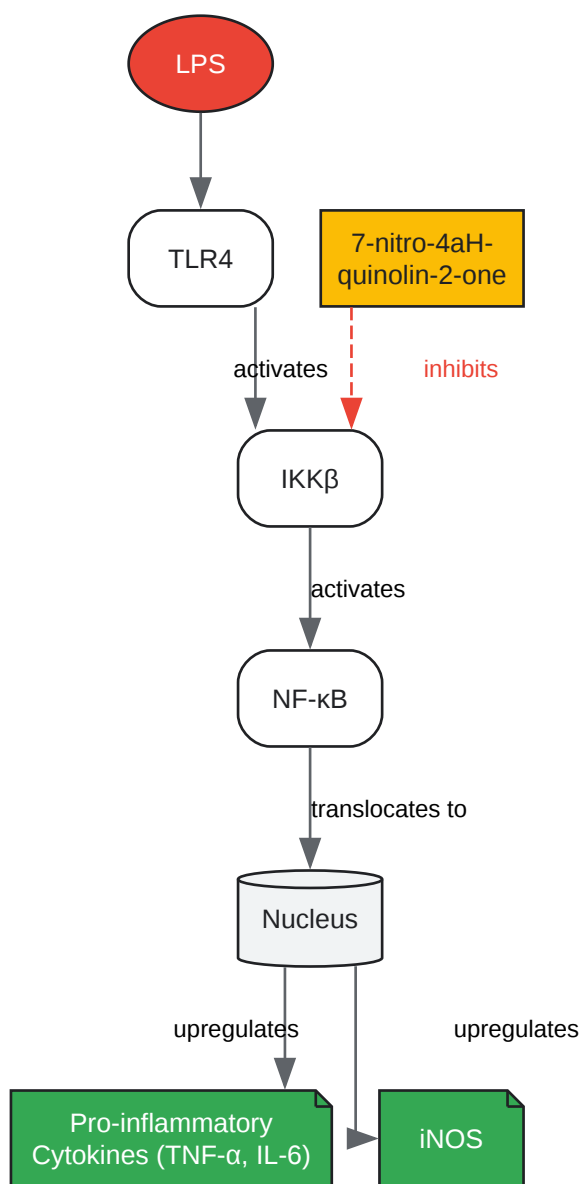 LPS
TLR4
7-nitro-4aH-
quinolin-2-one
activates
inhibits
IKKβ
activates
NF-κB
translocates to
Nucleus
upregulates
upregulates
Pro-inflammatory
Cytokines (TNF-α, IL-6)
iNOS